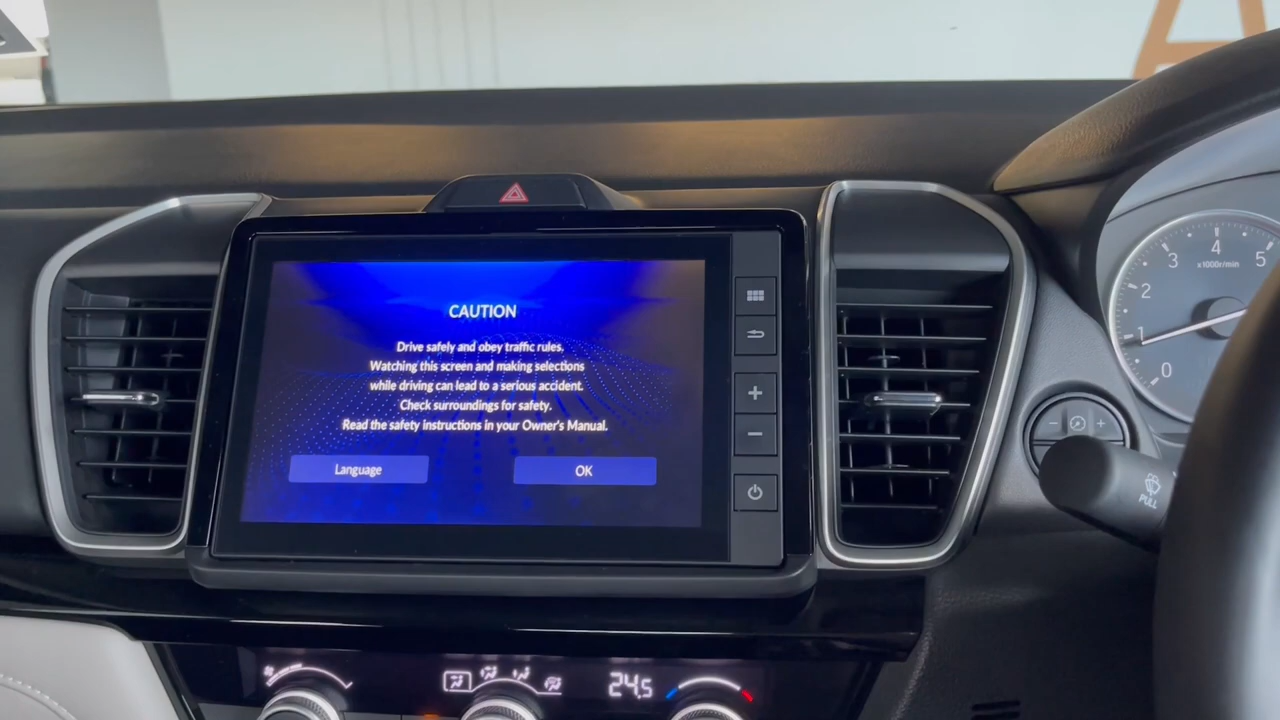 CAUTION
Drive safely and obey traffic rules.
Watching this screen and making selections
while driving can lead to a serious accident.
Check surroundings for safety.
Read the safety instructions in your Owner's Manual.
Language OK
4
3 5
x1000r/min
2
1
0
PULL
24.5